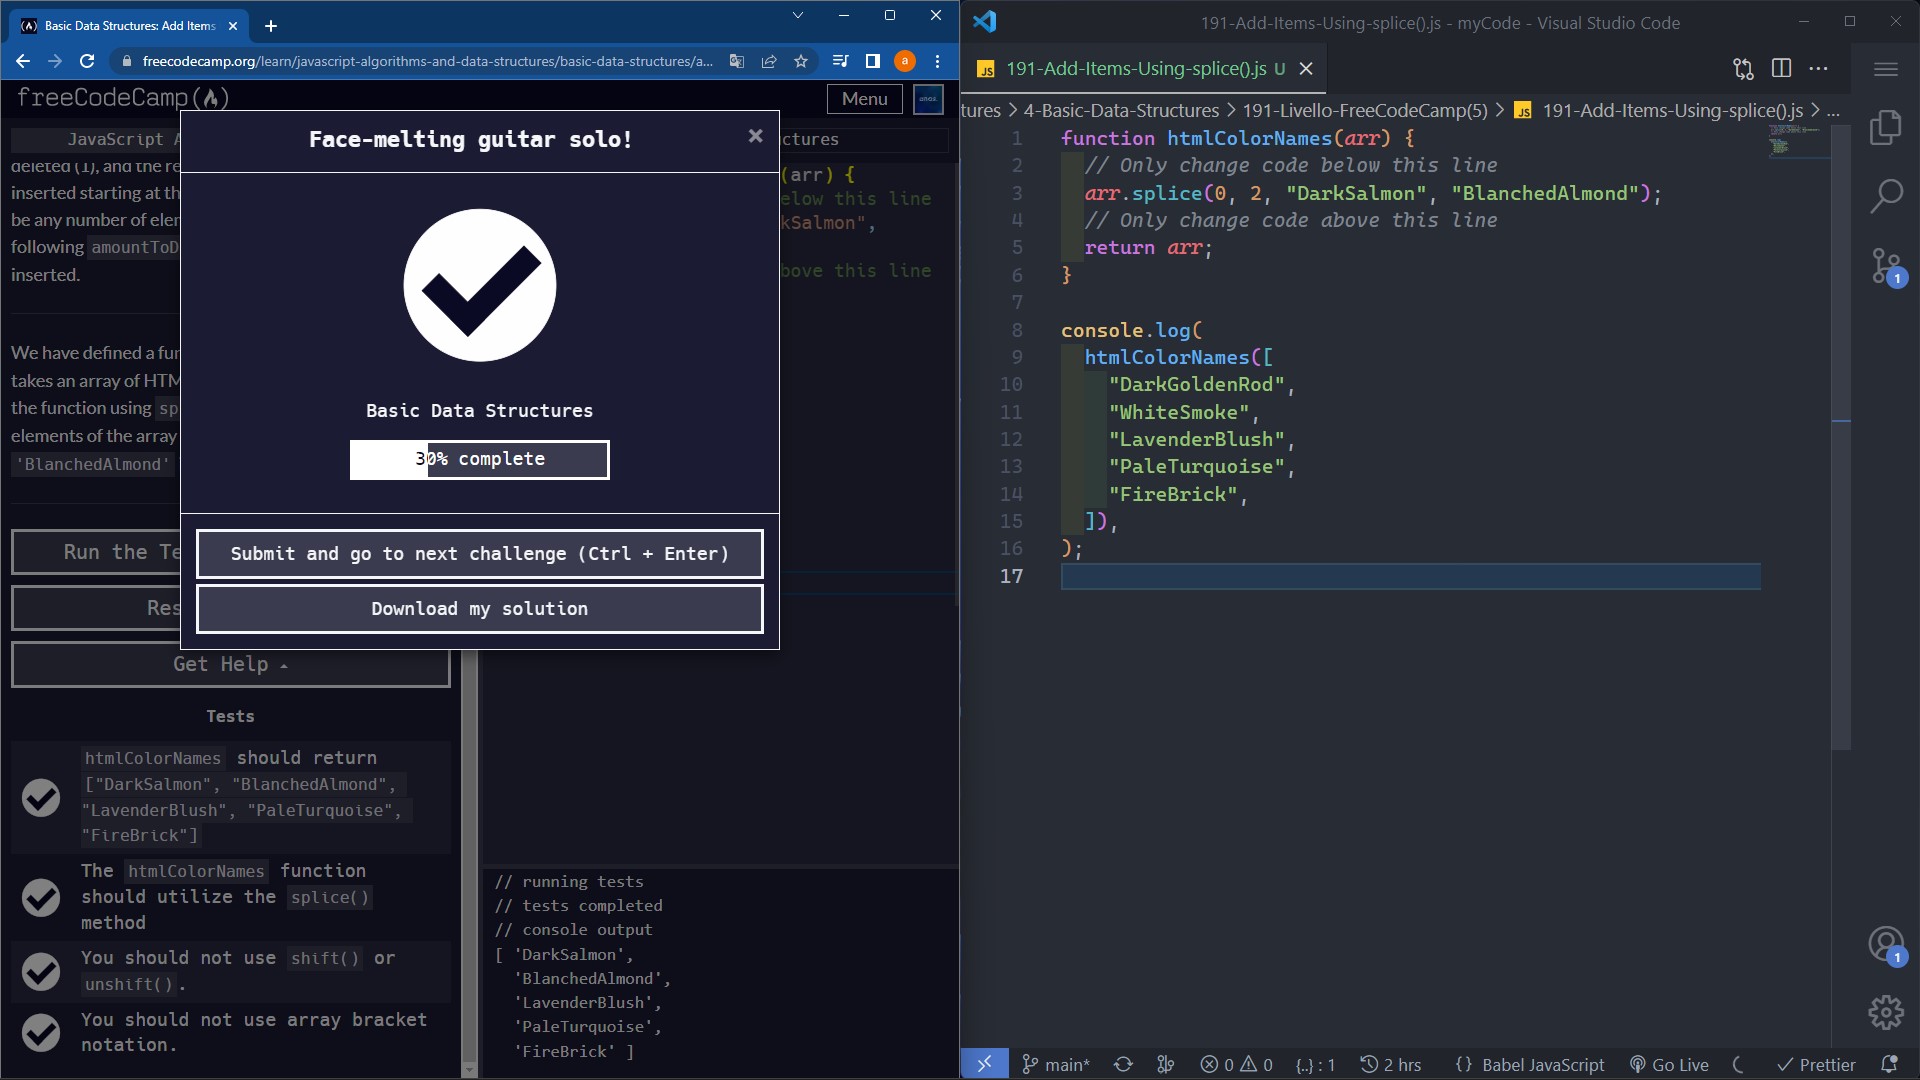 Basic Data Structures: Add Items
freecodecamp.org/learn/javascript-algorithms-and-data-structures/basic-data-structures/a...
a
freeCodeCamp
Menu
anas.
JavaScript A
ctures
deleted (1), and the re
inserted starting at th
be any number of eler
following amountToD
inserted.
We have defined a fur
takes an array of HTM
the function using sp
elements of the array
'BlanchedAlmond'
(arr) {
elow this line
kSalmon",
bove this line
Face-melting guitar solo!
×
Basic Data Structures
30% complete
Submit and go to next challenge (Ctrl + Enter)
Download my solution
Run the Te
Res
Get Help
Tests
htmlColorNames should return
["DarkSalmon", "BlanchedAlmond",
"LavenderBlush", "PaleTurquoise",
"FireBrick"]
The htmlColorNames function
should utilize the splice()
method
You should not use shift() or
unshift().
You should not use array bracket
notation.
// running tests
// tests completed
// console output
[ 'DarkSalmon',
'BlanchedAlmond',
'LavenderBlush',
'PaleTurquoise',
'FireBrick' ]
191-Add-Items-Using-splice().js - myCode - Visual Studio Code
JS 191-Add-Items-Using-splice().js U
tures > 4-Basic-Data-Structures > 191-Livello-FreeCodeCamp(5) > JS 191-Add-Items-Using-splice().js > ...
1 function htmlColorNames(arr) {
2 // Only change code below this line
3 arr.splice(0, 2, "DarkSalmon", "BlanchedAlmond");
4 // Only change code above this line
5 return arr;
6 }
7
8 console.log(
9 htmlColorNames([
10 "DarkGoldenRod",
11 "WhiteSmoke",
12 "LavenderBlush",
13 "PaleTurquoise",
14 "FireBrick",
15 ]),
16 );
17
1
1
main* 0 0 {..} : 1 2 hrs {} Babel JavaScript Go Live Prettier